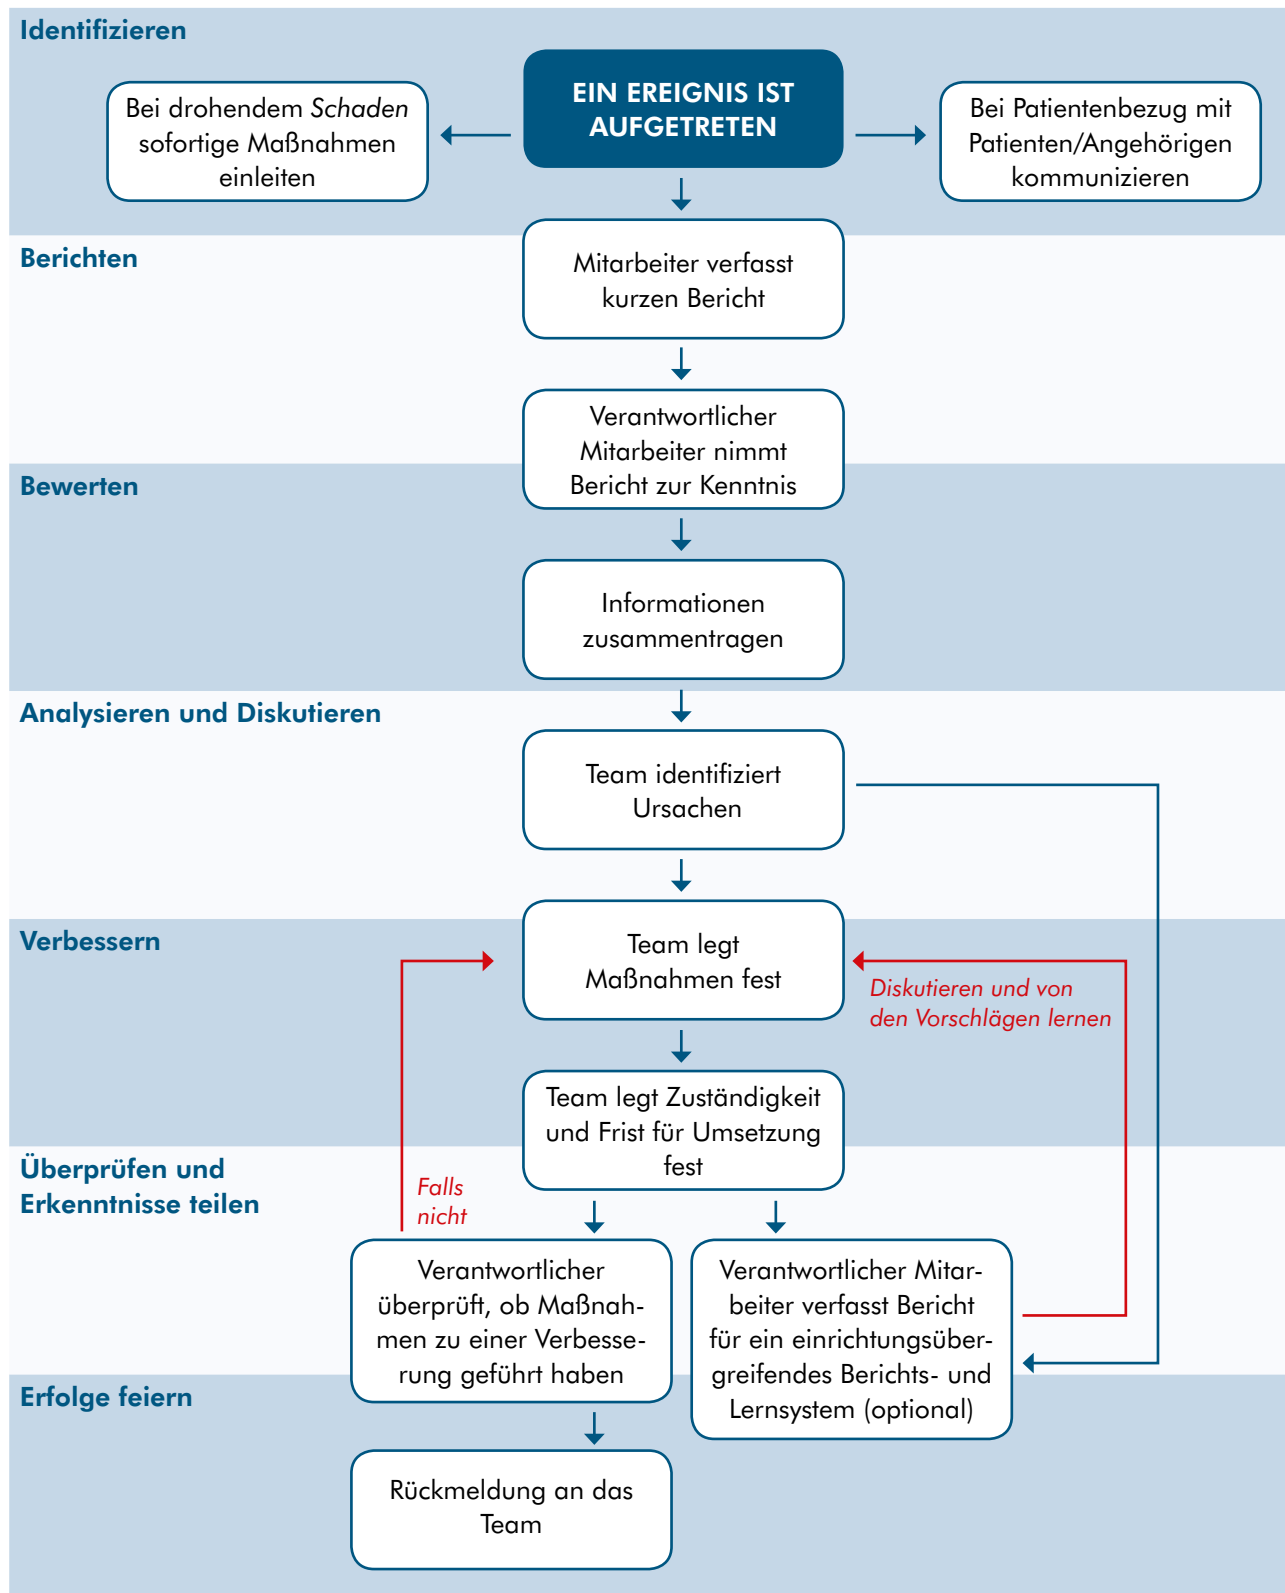 Identifizieren
EIN EREIGNIS IST
AUFGETRETEN
Bei drohendem Schaden
sofortige Maßnahmen
einleiten
Bei Patientenbezug mit
Patienten/Angehörigen
kommunizieren
Berichten
Mitarbeiter verfasst
kurzen Bericht
Verantwortlicher
Mitarbeiter nimmt
Bericht zur Kenntnis
Bewerten
Informationen
zusammentragen
Analysieren und Diskutieren
Team identifiziert
Ursachen
Verbessern
Team legt
Maßnahmen fest
Diskutieren und von
den Vorschlägen lernen
Team legt Zuständigkeit
und Frist für Umsetzung
fest
Überprüfen und
Erkenntnisse teilen
Falls
nicht
Verantwortlicher
überprüft, ob Maßnah-
men zu einer Verbesse-
rung geführt haben
Verantwortlicher Mitar-
beiter verfasst Bericht
für ein einrichtungsüber-
greifendes Berichts- und
Lernsystem (optional)
Erfolge feiern
Rückmeldung an das
Team